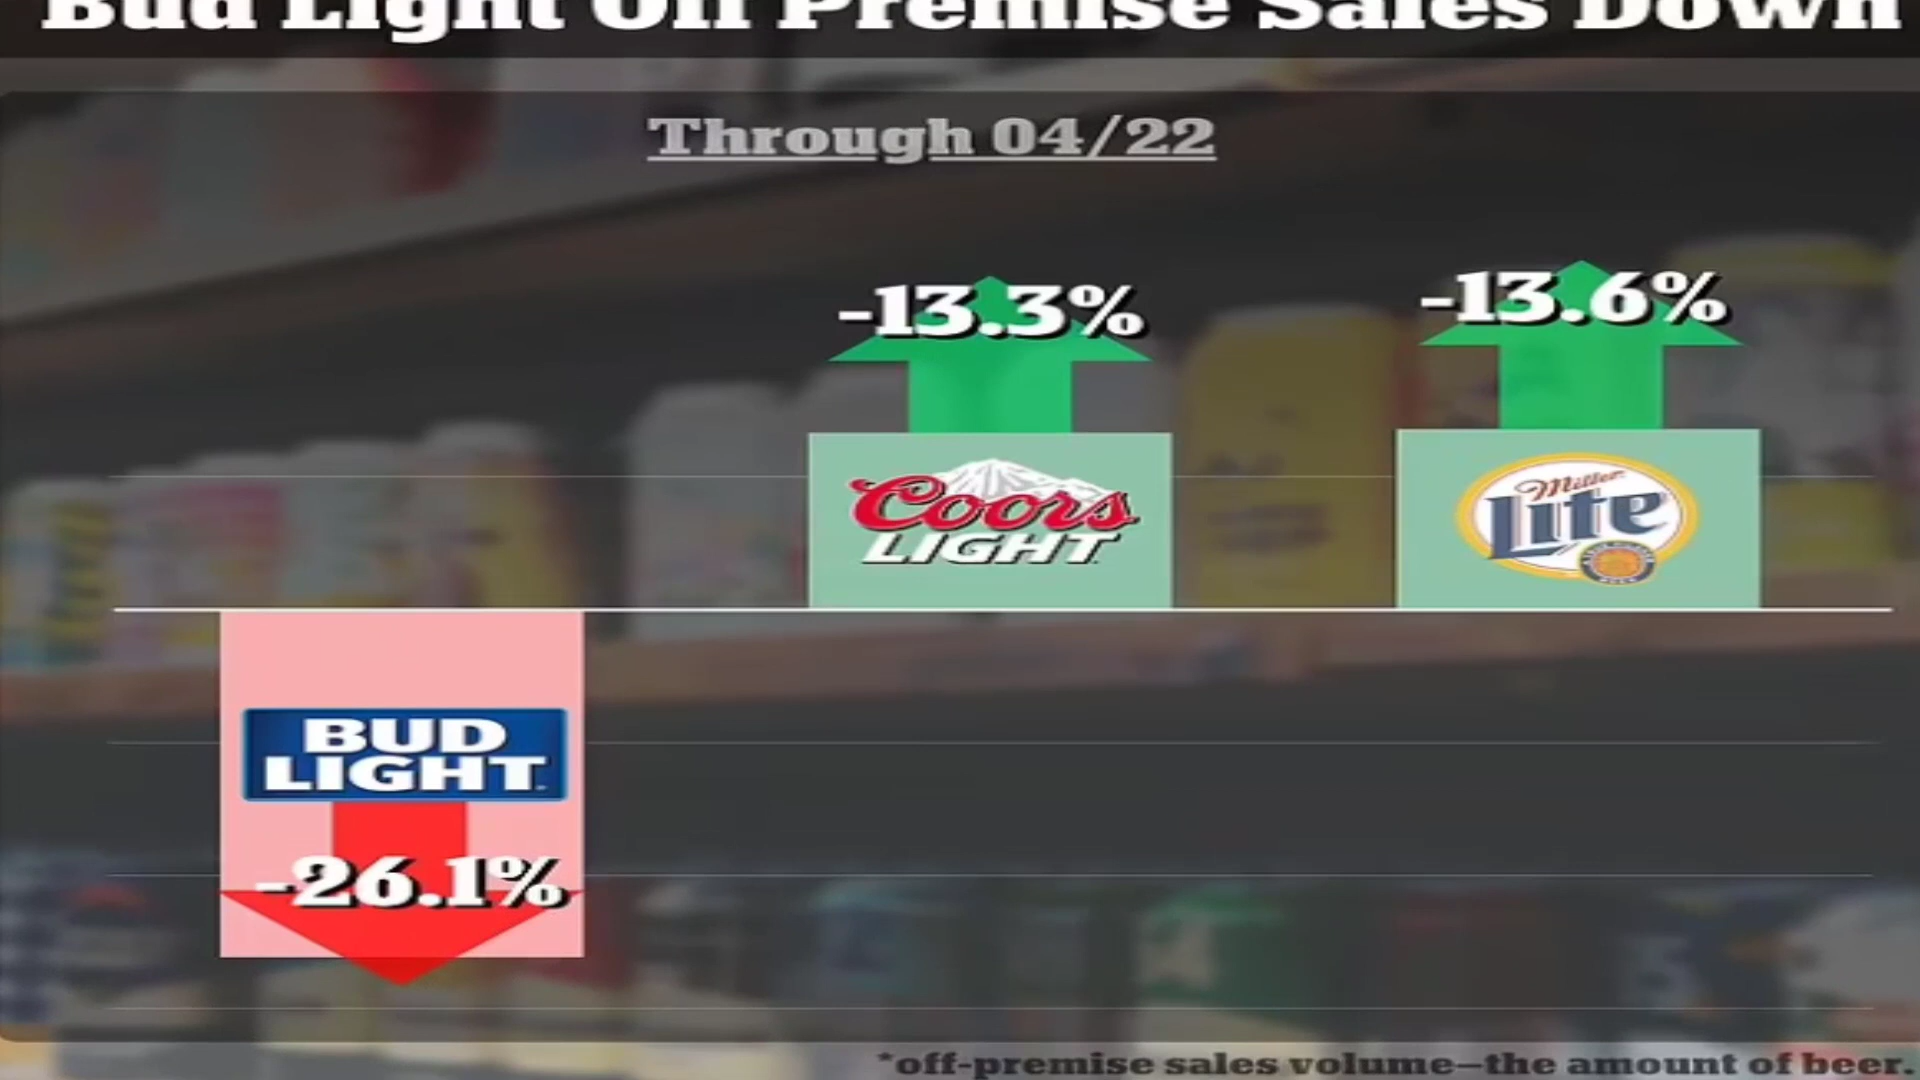 Bud Light Off Premise Sales Down
Through 04/22
-13.3%
-13.6%
Coors
LIGHT
Miller
Lite
BUD
LIGHT
-26.1%
*off-premise sales volume—the amount of beer.